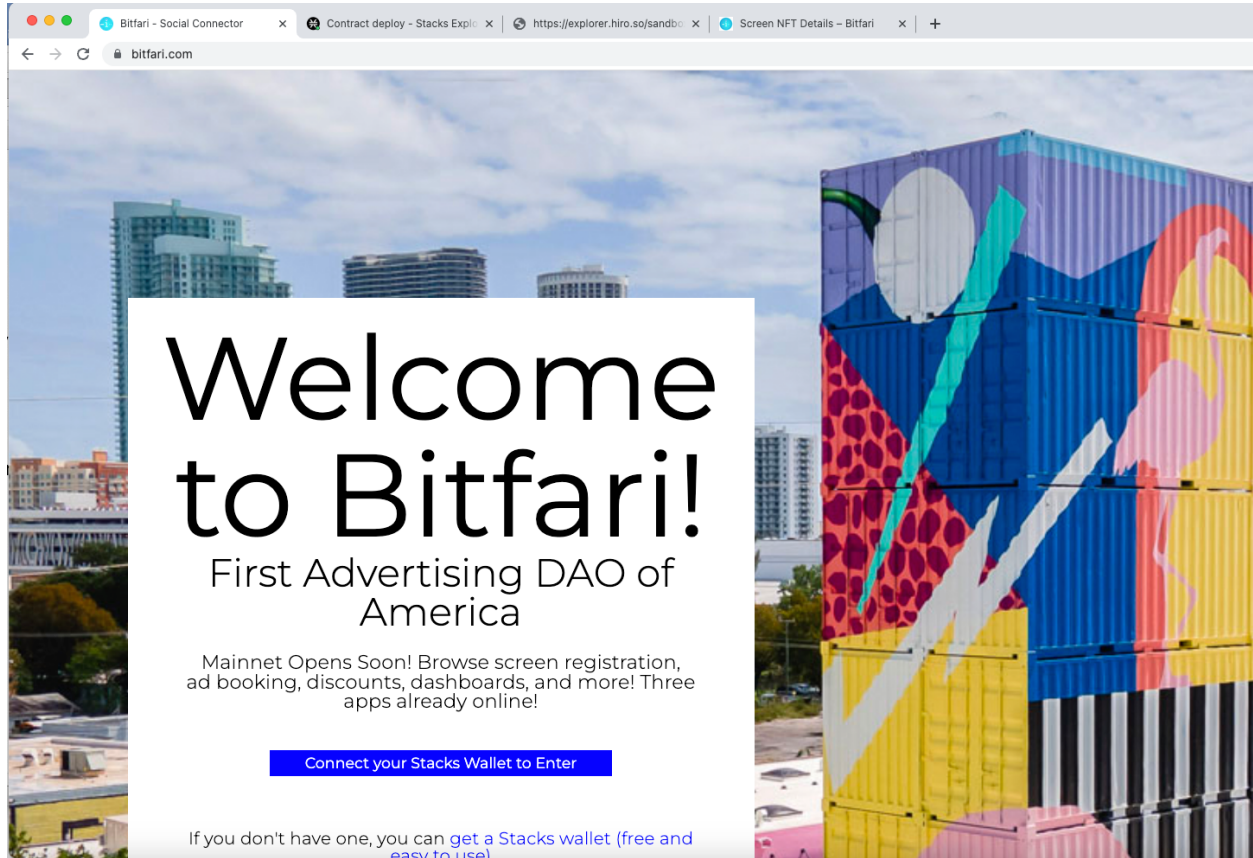 Bitfari - Social Connector
Contract deploy - Stacks Explo
https://explorer.hiro.so/sandbo
Screen NFT Details – Bitfari
bitfari.com
Welcome
to Bitfari!
First Advertising DAO of
America
Mainnet Opens Soon! Browse screen registration,
ad booking, discounts, dashboards, and more! Three
apps already online!
Connect your Stacks Wallet to Enter
If you don't have one, you can get a Stacks wallet (free and
easy to use)